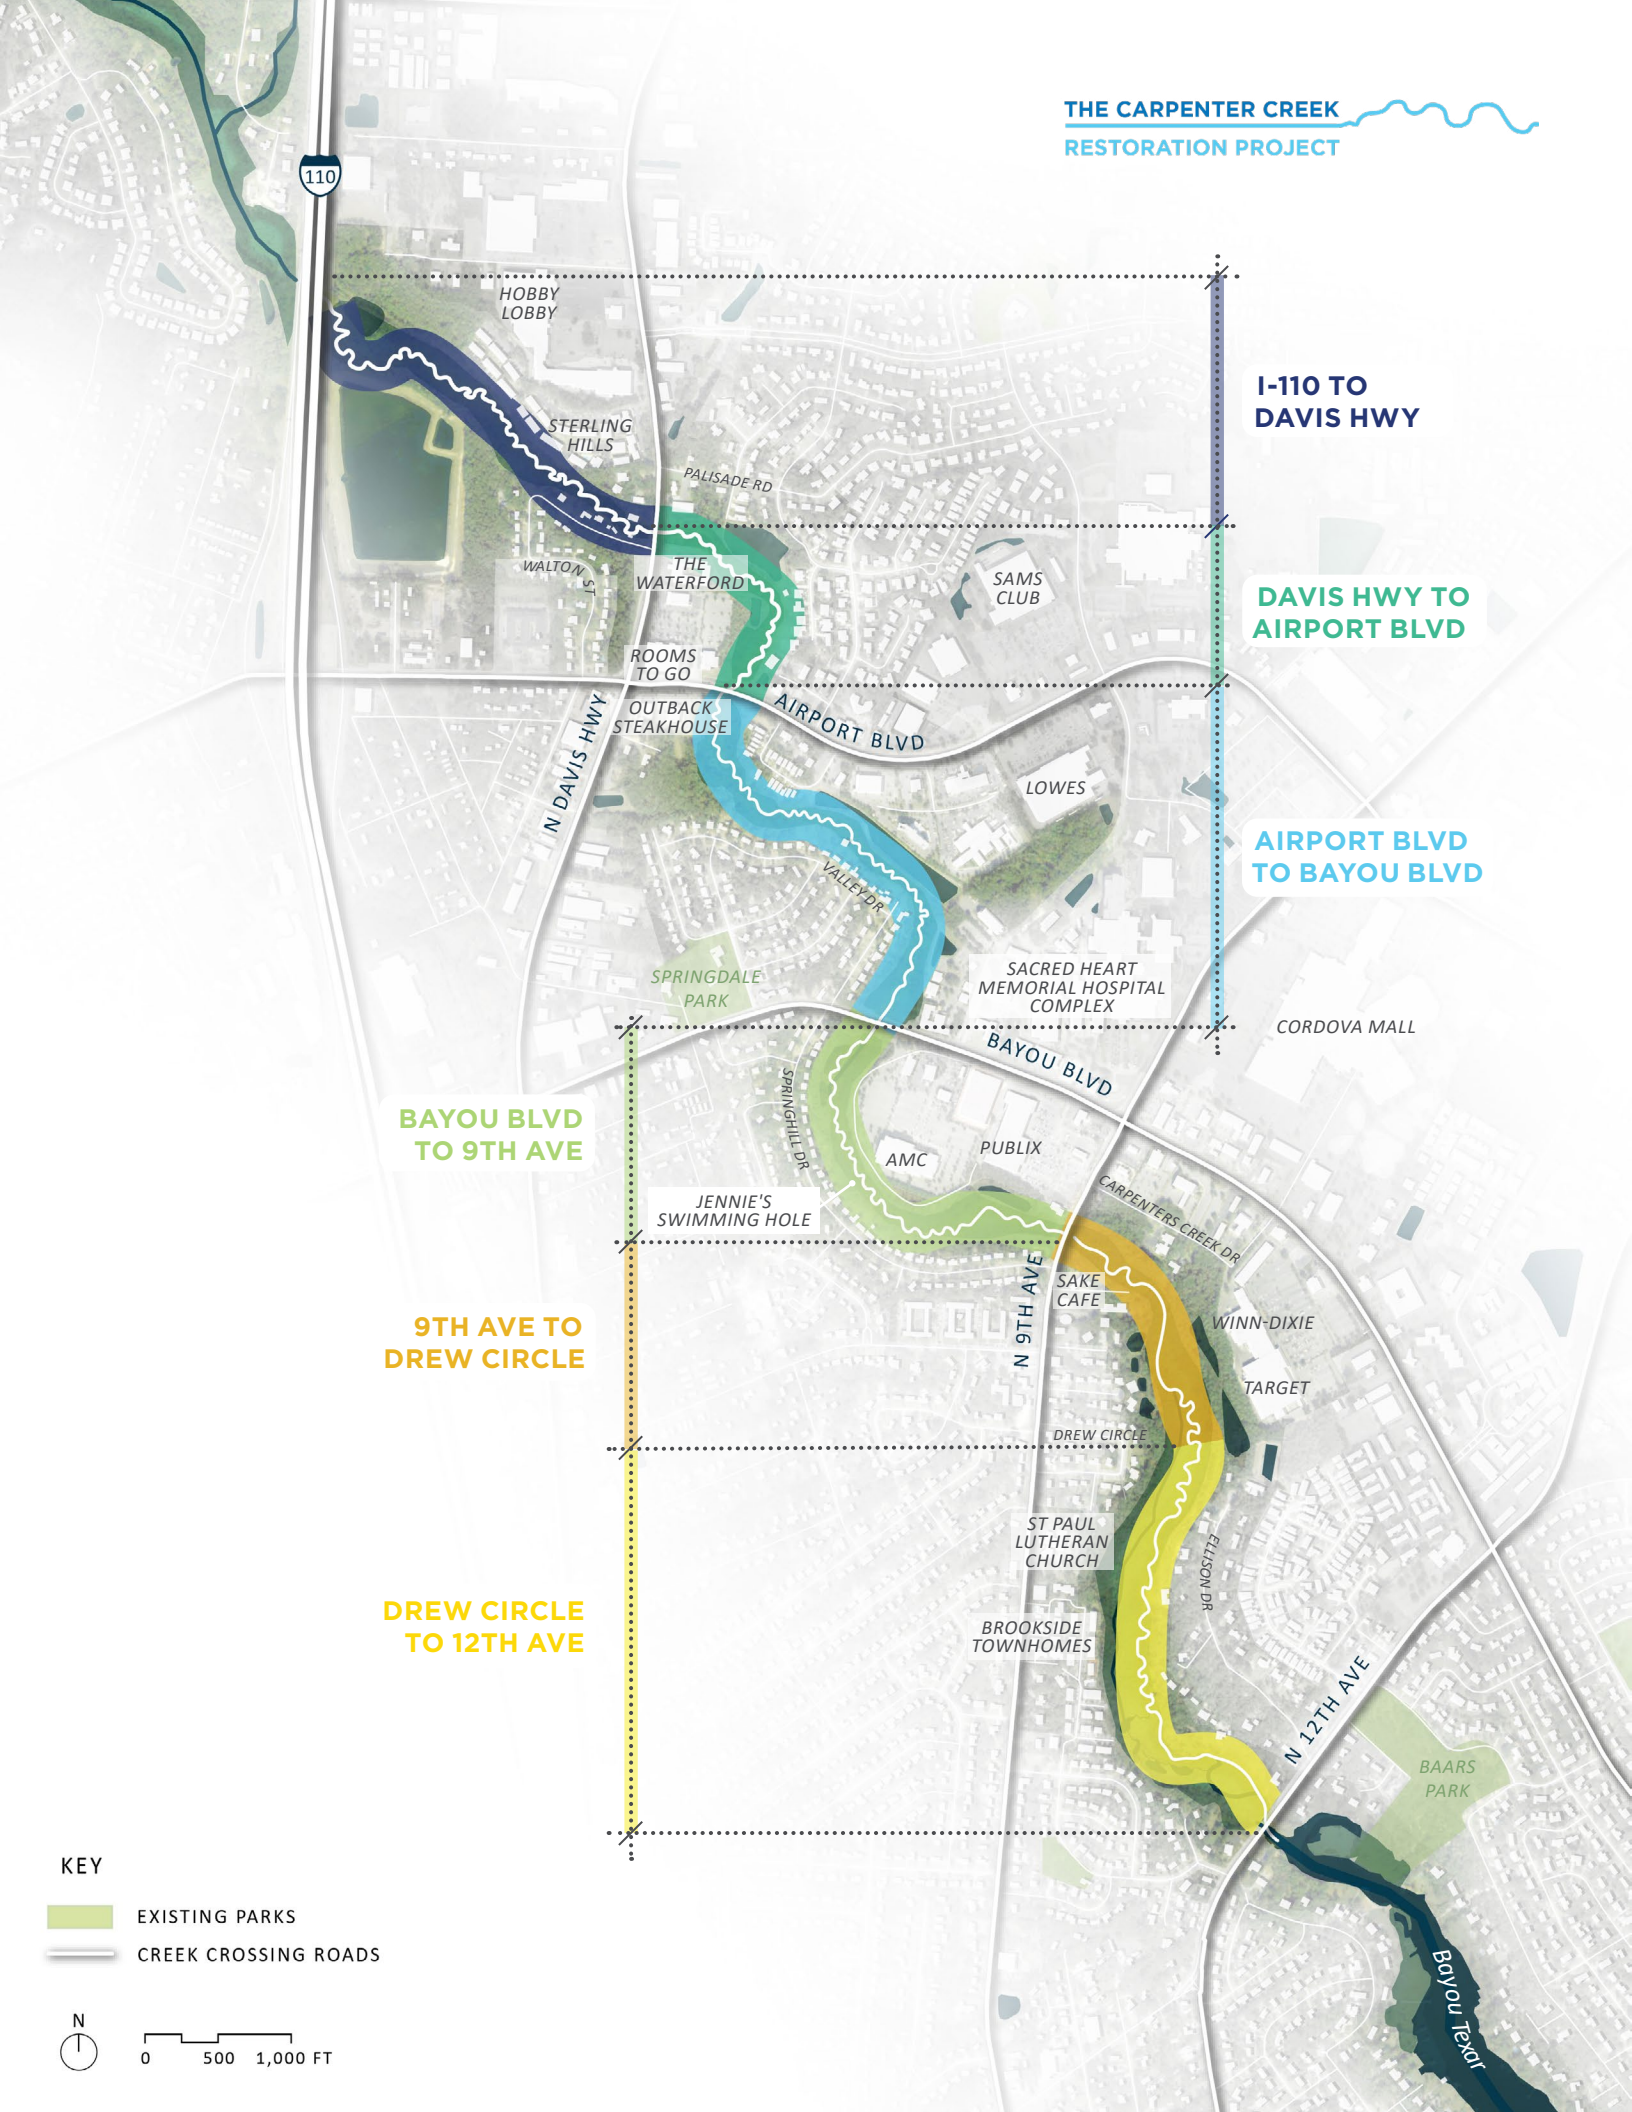 THE CARPENTER CREEK
RESTORATION PROJECT
110
HOBBY
LOBBY
I-110 TO
DAVIS HWY
STERLING
HILLS
PALISADE RD
WALTON ST
THE
WATERFORD
SAMS
CLUB
DAVIS HWY TO
AIRPORT BLVD
ROOMS
TO GO
OUTBACK
STEAKHOUSE
AIRPORT BLVD
N DAVIS HWY
LOWES
AIRPORT BLVD
TO BAYOU BLVD
VALLEY DR
SPRINGDALE
PARK
SACRED HEART
MEMORIAL HOSPITAL
COMPLEX
CORDOVA MALL
BAYOU BLVD
SPRINGHILL DR
BAYOU BLVD
TO 9TH AVE
AMC
PUBLIX
JENNIE'S
SWIMMING HOLE
CARPENTERS CREEK DR
N 9TH AVE
SAKE
CAFE
9TH AVE TO
DREW CIRCLE
WINN-DIXIE
TARGET
DREW CIRCLE
ST PAUL
LUTHERAN
CHURCH
ELLISON DR
DREW CIRCLE
TO 12TH AVE
BROOKSIDE
TOWNHOMES
N 12TH AVE
BAARS
PARK
KEY
EXISTING PARKS
CREEK CROSSING ROADS
Bayou Texar
N
0 500 1,000 FT